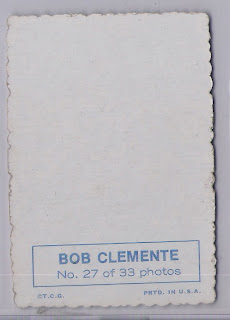 BOB CLEMENTE
No. 27 of 33 photos
©T.C.G. PRTD. IN U.S.A.